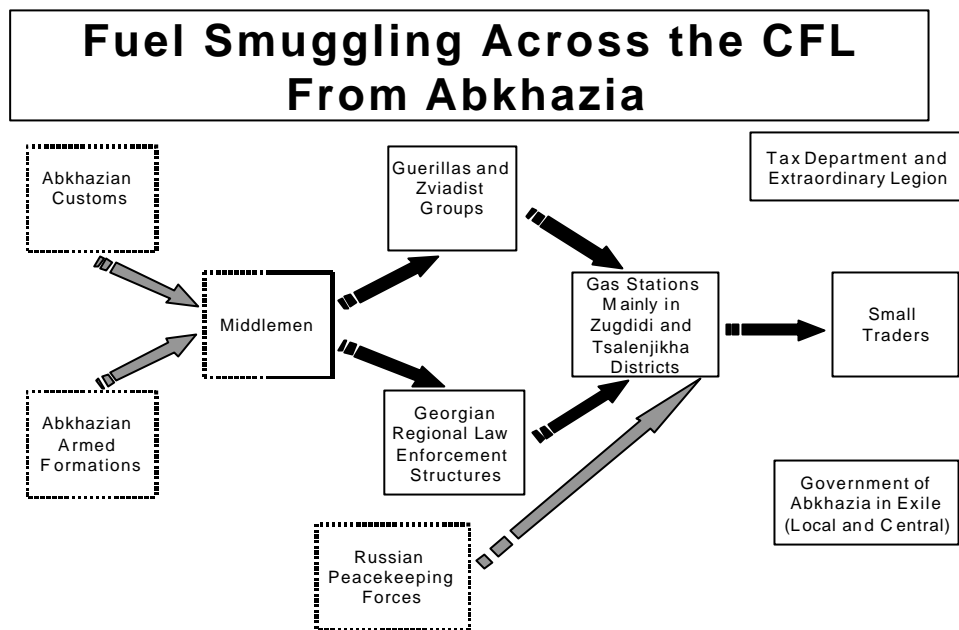 Fuel Smuggling Across the CFL
From Abkhazia
Abkhazian
Customs
Guerillas and
Zviadist
Groups
Tax Department and
Extraordinary Legion
Middlemen
Gas Stations
Mainly in
Zugdidi and
Tsalenjikha
Districts
Small
Traders
Abkhazian
Armed
Formations
Georgian
Regional Law
Enforcement
Structures
Government of
Abkhazia in Exile
(Local and Central)
Russian
Peacekeeping
Forces